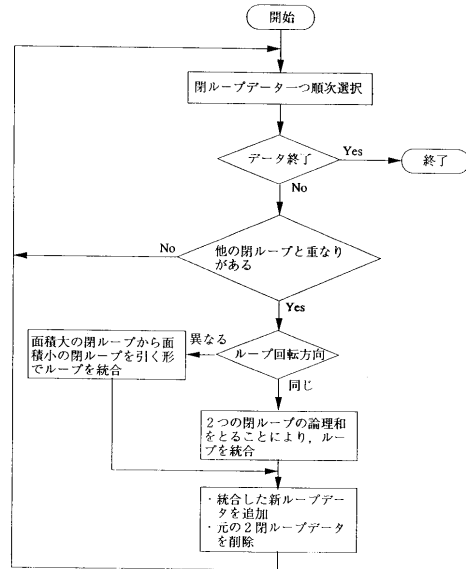 開始
閉ループデータ一つ順次選択
データ終了
Yes
終了
No
他の閉ループと重なり
がある
No
Yes
ループ回転方向
異なる
面積大の閉ループから面
積小の閉ループを引く形
でループを統合
同じ
2つの閉ループの論理和
をとることにより，ルー
プを統合
・統合した新ループデー
タを追加
・元の2閉ループデータ
を削除